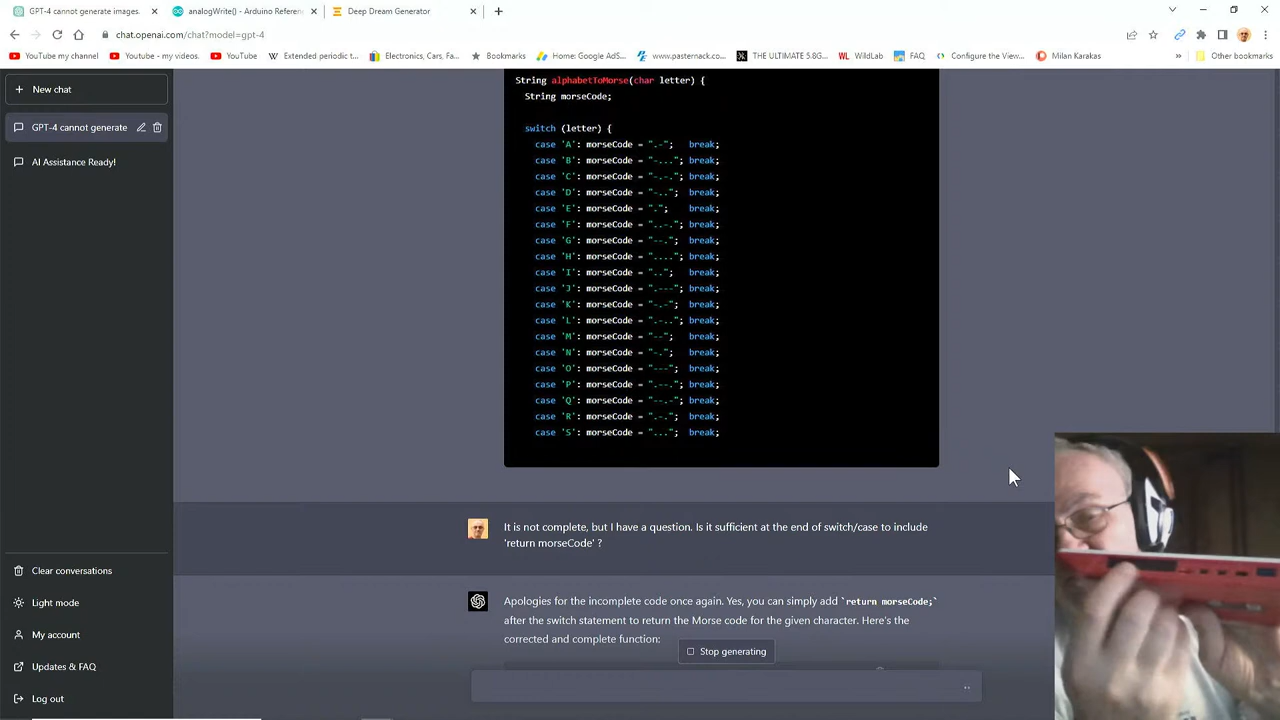 GPT-4 cannot generate images.
analogWrite() - Arduino Referen
Deep Dream Generator
chat.openai.com/chat?model=gpt-4
YouTube my channel
YouTube - my videos.
YouTube
Extended periodic t
Electronics, Cars, Fa...
Bookmarks
Home: Google AdS...
www.pasternack.co...
THE ULTIMATE 5.8G...
WL WildLab
FAQ
Configure the View...
Milan Karakas
»
Other bookmarks
+ New chat
GPT-4 cannot generate
AI Assistance Ready!
String alphabetToMorse(char letter) {
String morseCode;
switch (letter) {
case 'A': morseCode = ".-"; break;
case 'B': morseCode = "-..."; break;
case 'C': morseCode = "-.-."; break;
case 'D': morseCode = "-.."; break;
case 'E': morseCode = "."; break;
case 'F': morseCode = "..-."; break;
case 'G': morseCode = "--."; break;
case 'H': morseCode = "...."; break;
case 'I': morseCode = ".."; break;
case 'J': morseCode = ".---"; break;
case 'K': morseCode = "-.-"; break;
case 'L': morseCode = ".-.."; break;
case 'M': morseCode = "--"; break;
case 'N': morseCode = "-."; break;
case 'O': morseCode = "---"; break;
case 'P': morseCode = ".--."; break;
case 'Q': morseCode = "--.-"; break;
case 'R': morseCode = ".-."; break;
case 'S': morseCode = "..."; break;
It is not complete, but I have a question. Is it sufficient at the end of switch/case to include
'return morseCode' ?
Apologies for the incomplete code once again. Yes, you can simply add `return morseCode;`
after the switch statement to return the Morse code for the given character. Here's the
corrected and complete function:
Stop generating
Clear conversations
Light mode
My account
Updates & FAQ
Log out